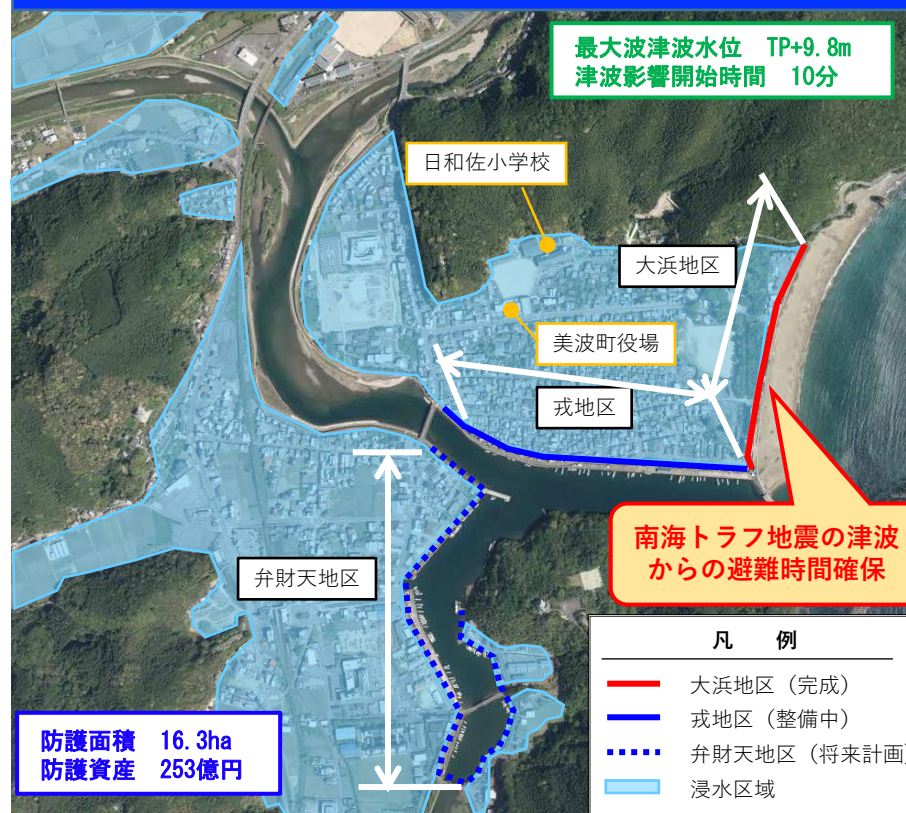 最大波津波水位 TP+9.8m
津波影響開始時間 10分
日和佐小学校
大浜地区
美波町役場
戎地区
弁財天地区
南海トラフ地震の津波
からの避難時間確保
防護面積 16.3ha
防護資産 253億円
凡 例
大浜地区（完成）
戎地区（整備中）
弁財天地区（将来計画）
浸水区域